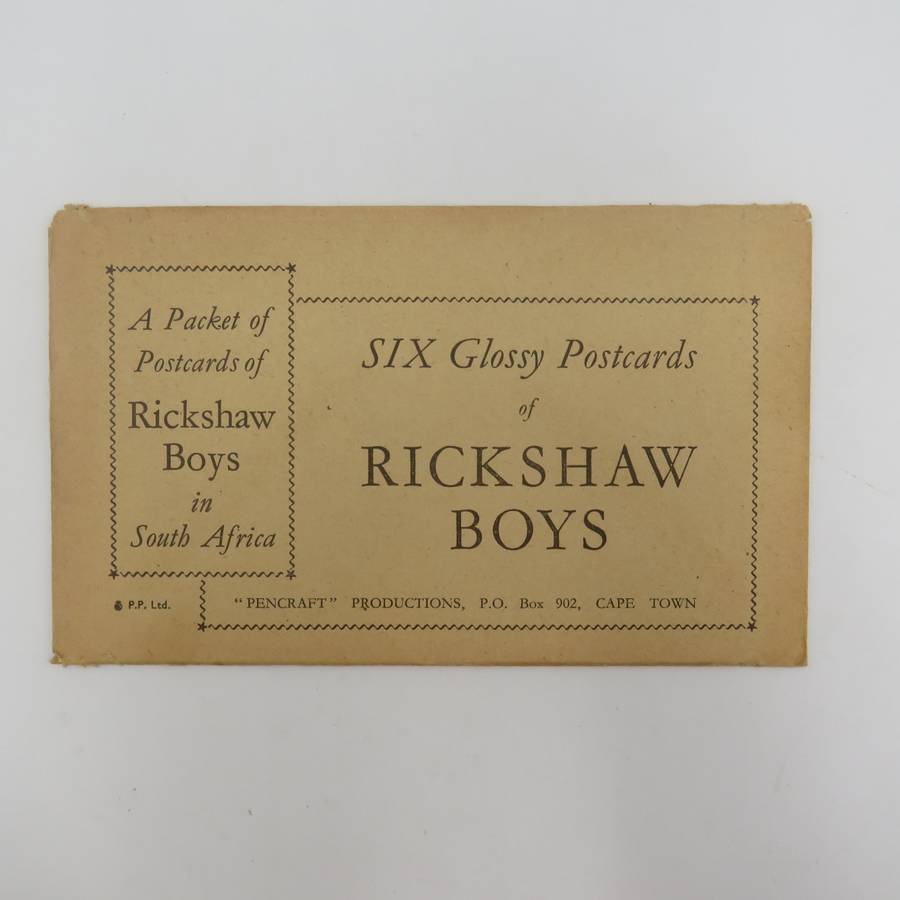 A Packet of
Postcards of
Rickshaw
Boys
in
South Africa
P.P. Ltd.
SIX Glossy Postcards
of
RICKSHAW
BOYS
"PENCRAFT" PRODUCTIONS, P.O. Box 902, CAPE TOWN